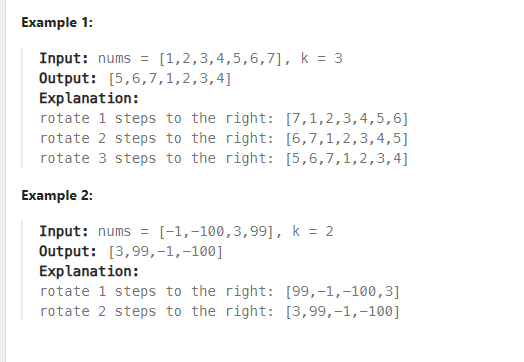 Example 1:
Input: nums = [1,2,3,4,5,6,7], k = 3
Output: [5,6,7,1,2,3,4]
Explanation:
rotate 1 steps to the right: [7,1,2,3,4,5,6]
rotate 2 steps to the right: [6,7,1,2,3,4,5]
rotate 3 steps to the right: [5,6,7,1,2,3,4]
Example 2:
Input: nums = [-1,-100,3,99], k = 2
Output: [3,99,-1,-100]
Explanation:
rotate 1 steps to the right: [99,-1,-100,3]
rotate 2 steps to the right: [3,99,-1,-100]